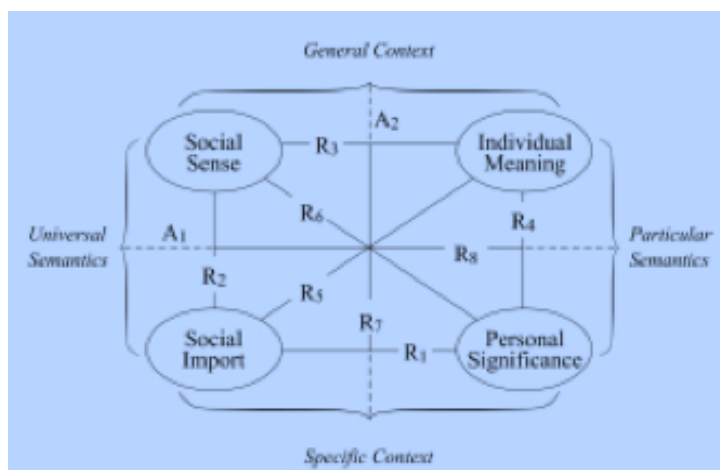 General Context
A2
Social
Sense
R3
Individual
Meaning
R6
R4
Universal
Semantics
A1
R8
Particular
Semantics
R2
R5
R7
Social
Import
R1
Personal
Significance
Specific Context